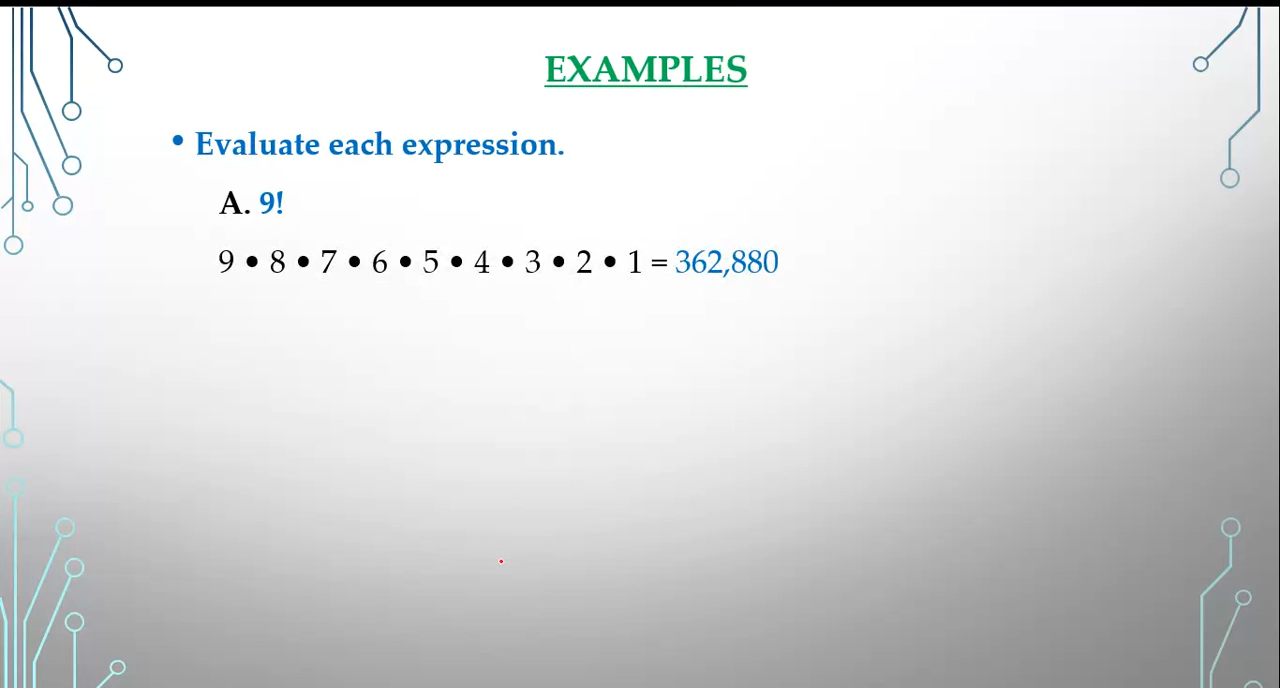 EXAMPLES
• Evaluate each expression.
A. 9!
9 • 8 • 7 • 6 • 5 • 4 • 3 • 2 • 1 = 362,880